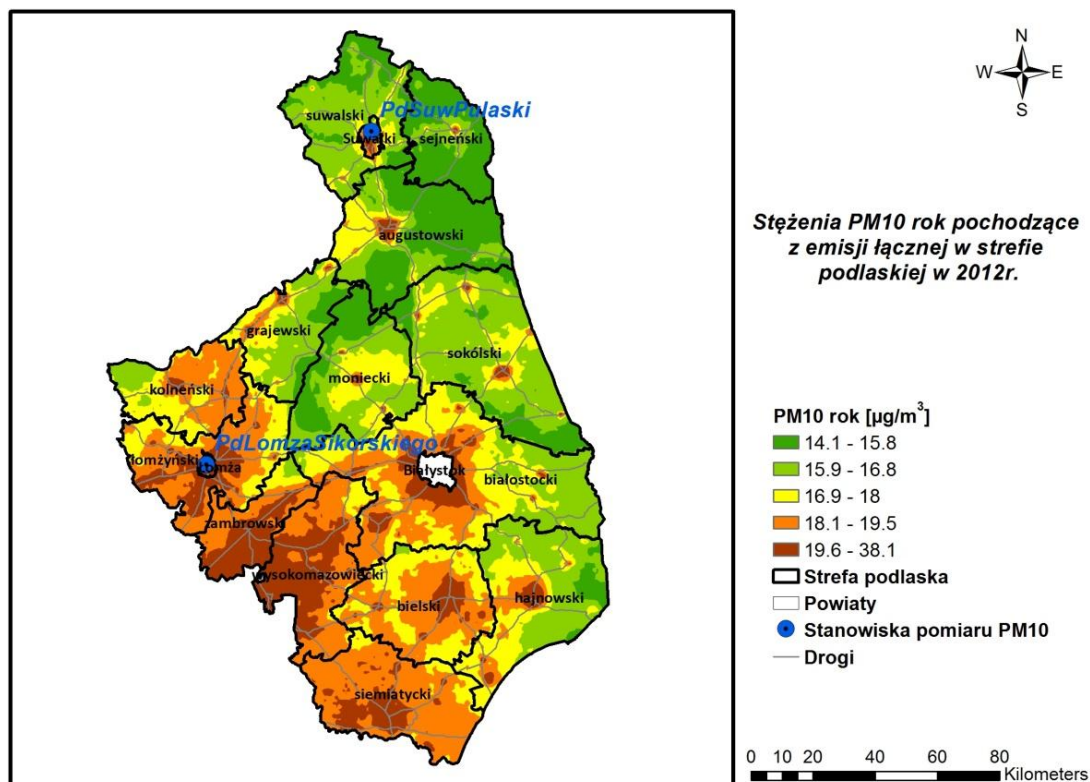 PdSuwPulaski
suwalski
Suwałki
sejneński
augustowski
grajewski
sokólski
moniecki
kolneński
PdLomzaSikorskiego
łomżyński
Łomża
Białystok
białostocki
zambrowski
wysokomazowiecki
bielski
hajnowski
siemiatycki
N
W E
S
Stężenia PM10 rok pochodzące
z emisji łącznej w strefie
podlaskiej w 2012r.
PM10 rok [µg/m³]
14.1 - 15.8
15.9 - 16.8
16.9 - 18
18.1 - 19.5
19.6 - 38.1
Strefa podlaska
Powiaty
Stanowiska pomiaru PM10
Drogi
0 10 20 40 60 80
Kilometers